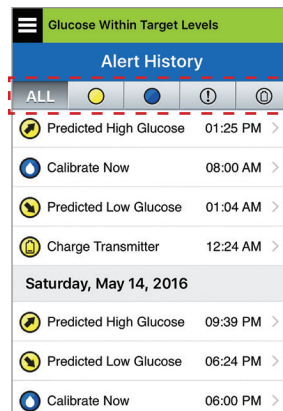 Glucose Within Target Levels
Alert History
ALL
Predicted High Glucose 01:25 PM
Calibrate Now 08:00 AM
Predicted Low Glucose 01:04 AM
Charge Transmitter 12:24 AM
Saturday, May 14, 2016
Predicted High Glucose 09:39 PM
Predicted Low Glucose 06:24 PM
Calibrate Now 06:00 PM